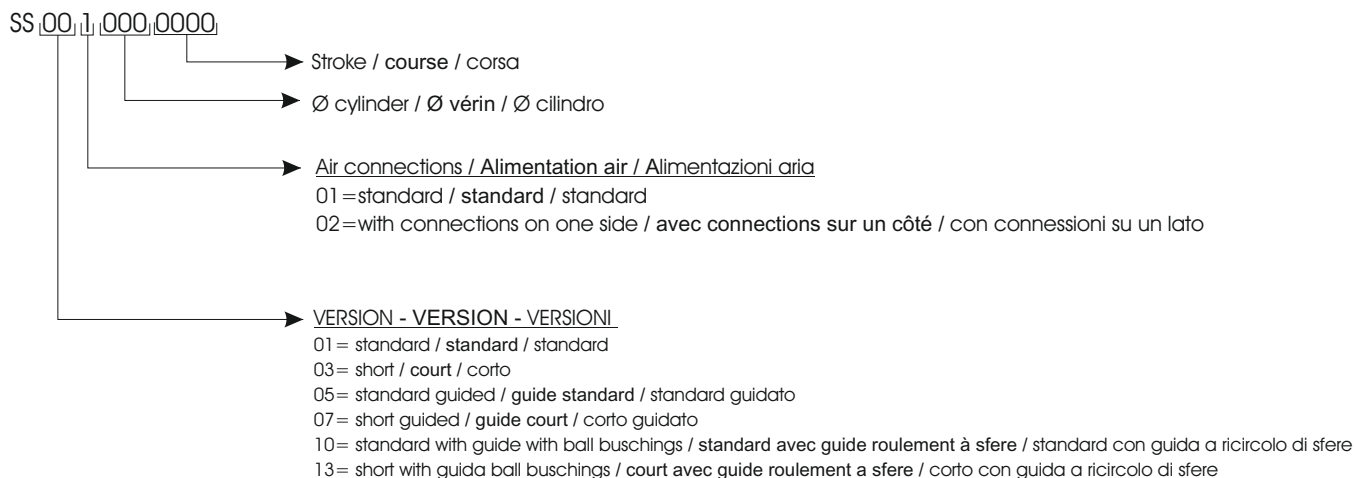 SS 00 1 000 0000
Stroke / course / corsa
Ø cylinder / Ø vérin / Ø cilindro
Air connections / Alimentation air / Alimentazioni aria
01=standard / standard / standard
02=with connections on one side / avec connections sur un côté / con connessioni su un lato
VERSION - VERSION - VERSIONI
01= standard / standard / standard
03= short / court / corto
05= standard guided / guide standard / standard guidato
07= short guided / guide court / corto guidato
10= standard with guide with ball buschings / standard avec guide roulement à sfere / standard con guida a ricircolo di sfere
13= short with guida ball buschings / court avec guide roulement a sfere / corto con guida a ricircolo di sfere